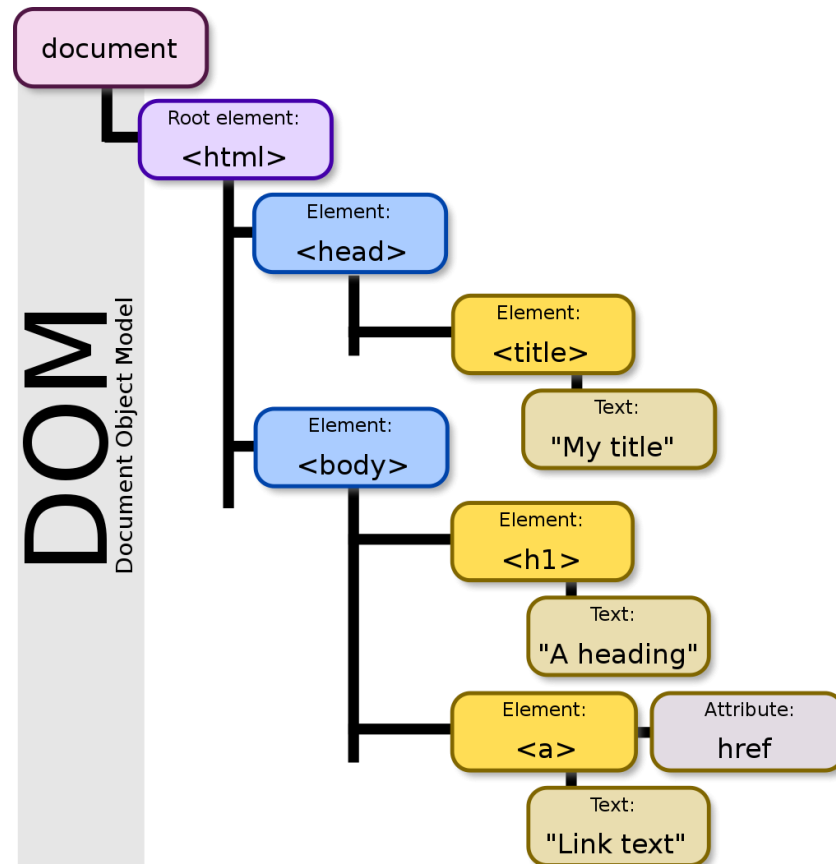 document
Root element:
<html>
Element:
<head>
Element:
<title>
Text:
"My title"
Element:
<body>
Element:
<h1>
Text:
"A heading"
Element:
<a>
Attribute:
href
Text:
"Link text"
DOM
Document Object Model